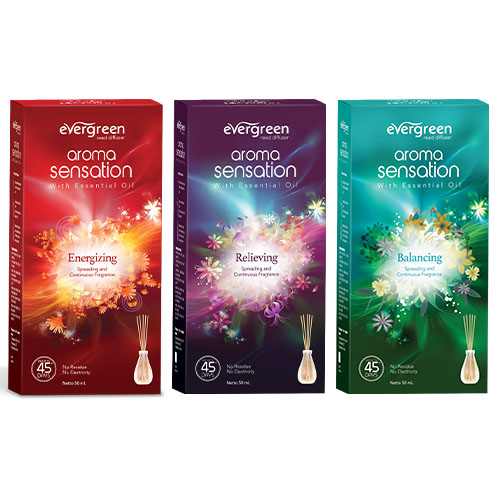 evergreen
reed diffuser
aroma
sensation
With Essential Oil
Energizing
Spreading and
Continuous Fragrance
45
DAYS
No Residue
No Electricity
Netto 50 mL
evergreen
reed diffuser
aroma
sensation
With Essential Oil
Relieving
Spreading and
Continuous Fragrance
45
DAYS
No Residue
No Electricity
Netto 50 mL
evergreen
reed diffuser
aroma
sensation
With Essential Oil
Balancing
Spreading and
Continuous Fragrance
45
DAYS
No Residue
No Electricity
Netto 50 mL